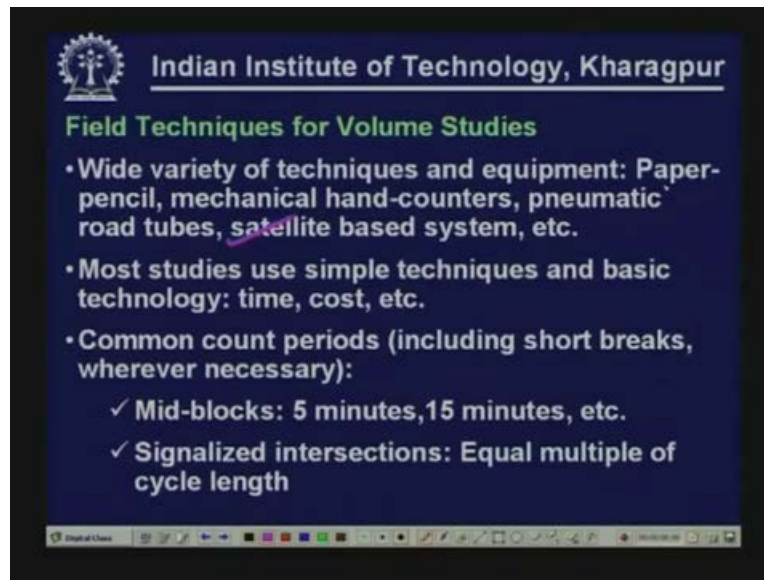 Indian Institute of Technology, Kharagpur
Field Techniques for Volume Studies
• Wide variety of techniques and equipment: Paper-
pencil, mechanical hand-counters, pneumatic`
road tubes, satellite based system, etc.
• Most studies use simple techniques and basic
technology: time, cost, etc.
• Common count periods (including short breaks,
wherever necessary):
✓ Mid-blocks: 5 minutes,15 minutes, etc.
✓ Signalized intersections: Equal multiple of
cycle length